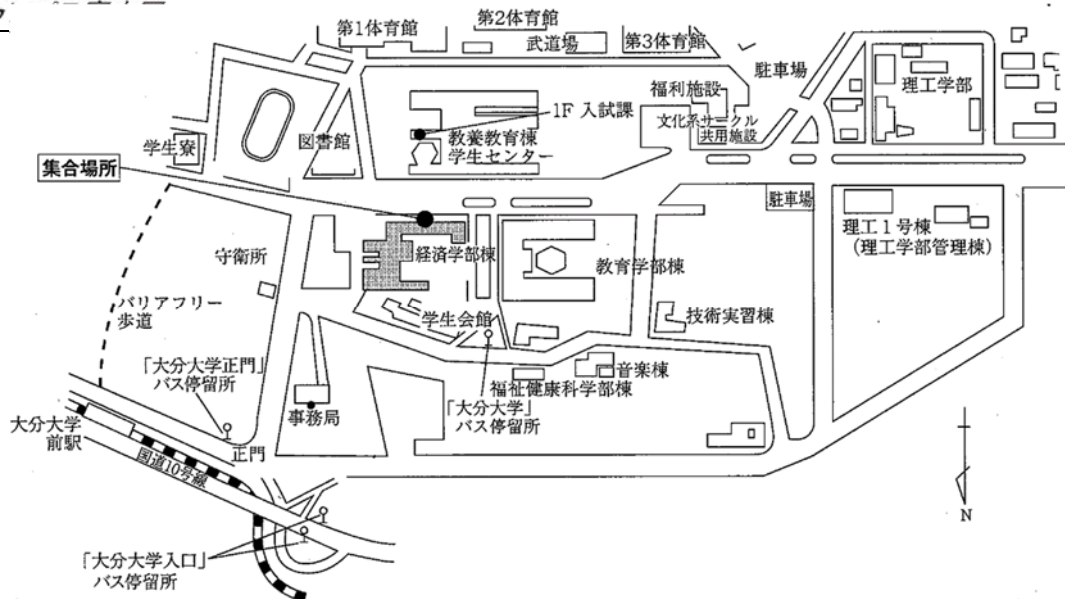 第1体育館
第2体育館
武道場
第3体育館
駐車場
理工学部
福利施設
1F 入試課
文化系サークル
共用施設
教養教育棟
学生センター
図書館
学生寮
集合場所
駐車場
理工1号棟
(理工学部管理棟)
守衛所
経済学部棟
教育学部棟
バリアフリー
歩道
学生会館
技術実習棟
「大分大学正門」
バス停留所
音楽棟
福祉健康科学部棟
事務局
「大分大学」
バス停留所
大分大学
前駅
正門
国道10号線
N
「大分大学入口」
バス停留所